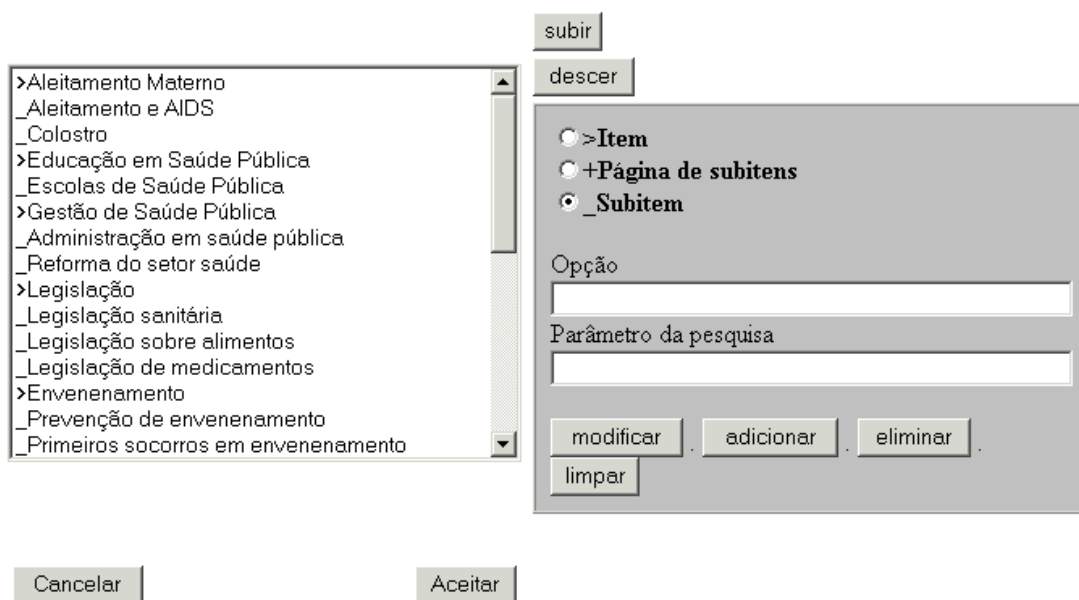 subir
descer
>Aleitamento Materno
_Aleitamento e AIDS
_Colostro
>Educação em Saúde Pública
_Escolas de Saúde Pública
>Gestão de Saúde Pública
_Administração em saúde pública
_Reforma do setor saúde
>Legislação
_Legislação sanitária
_Legislação sobre alimentos
_Legislação de medicamentos
>Envenenamento
_Prevenção de envenenamento
_Primeiros socorros em envenenamento
>Item
+Página de subitens
_Subitem
Opção
Parâmetro da pesquisa
modificar . adicionar . eliminar .
limpar
Cancelar Aceitar